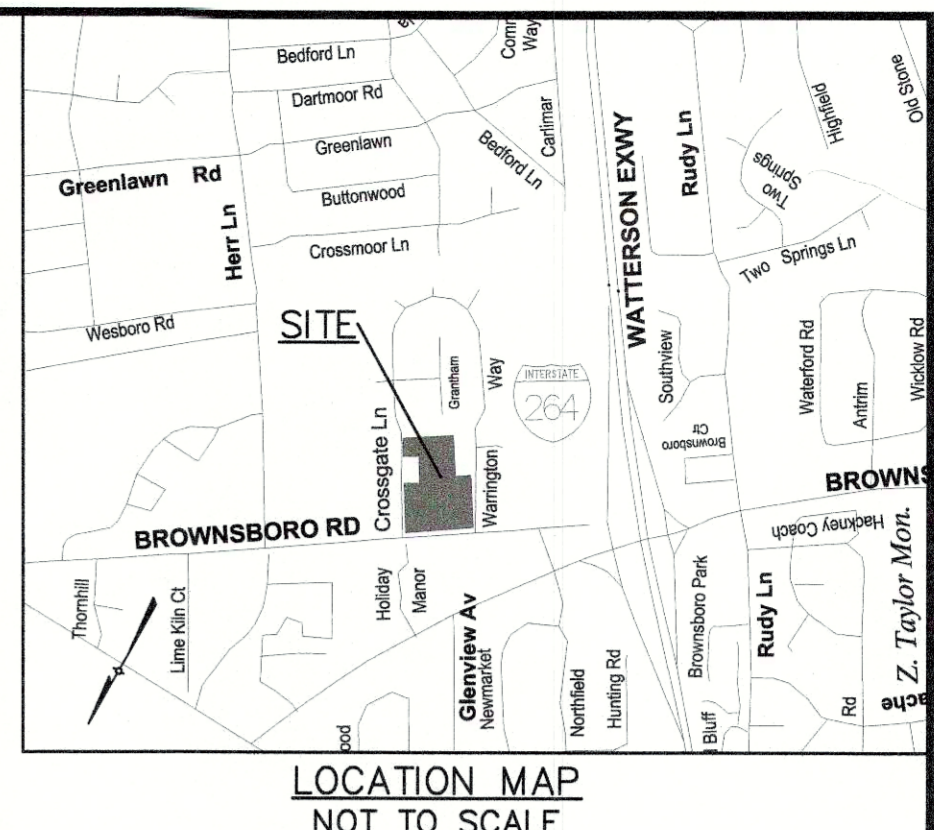 Bedford Ln
Dartmoor Rd
Greenlawn
Buttonwood
Crossmoor Ln
Greenlawn Rd
Herr Ln
Wesboro Rd
Bedford Ln
Carlimar
Way
WATTERSON EXWY
Rudy Ln
Two
Springs
Highfield
Old Stone
Two Springs Ln
SITE
Grantham
Way
INTERSTATE
264
Southview
Brownsboro
Ctr
Waterford Rd
Antrim
Wicklow Rd
Crossgate Ln
Warrington
BROWNSBORO RD
BROWNS
Hackney Coach
Thornhill
Lime Kiln Ct
Holiday
Manor
Glenview Av
Newmarket
Northfield
Hunting Rd
Brownsboro Park
Rudy Ln
Bluff
Rd
Z. Taylor Mon.
ache
ood
LOCATION MAP
NOT TO SCALE